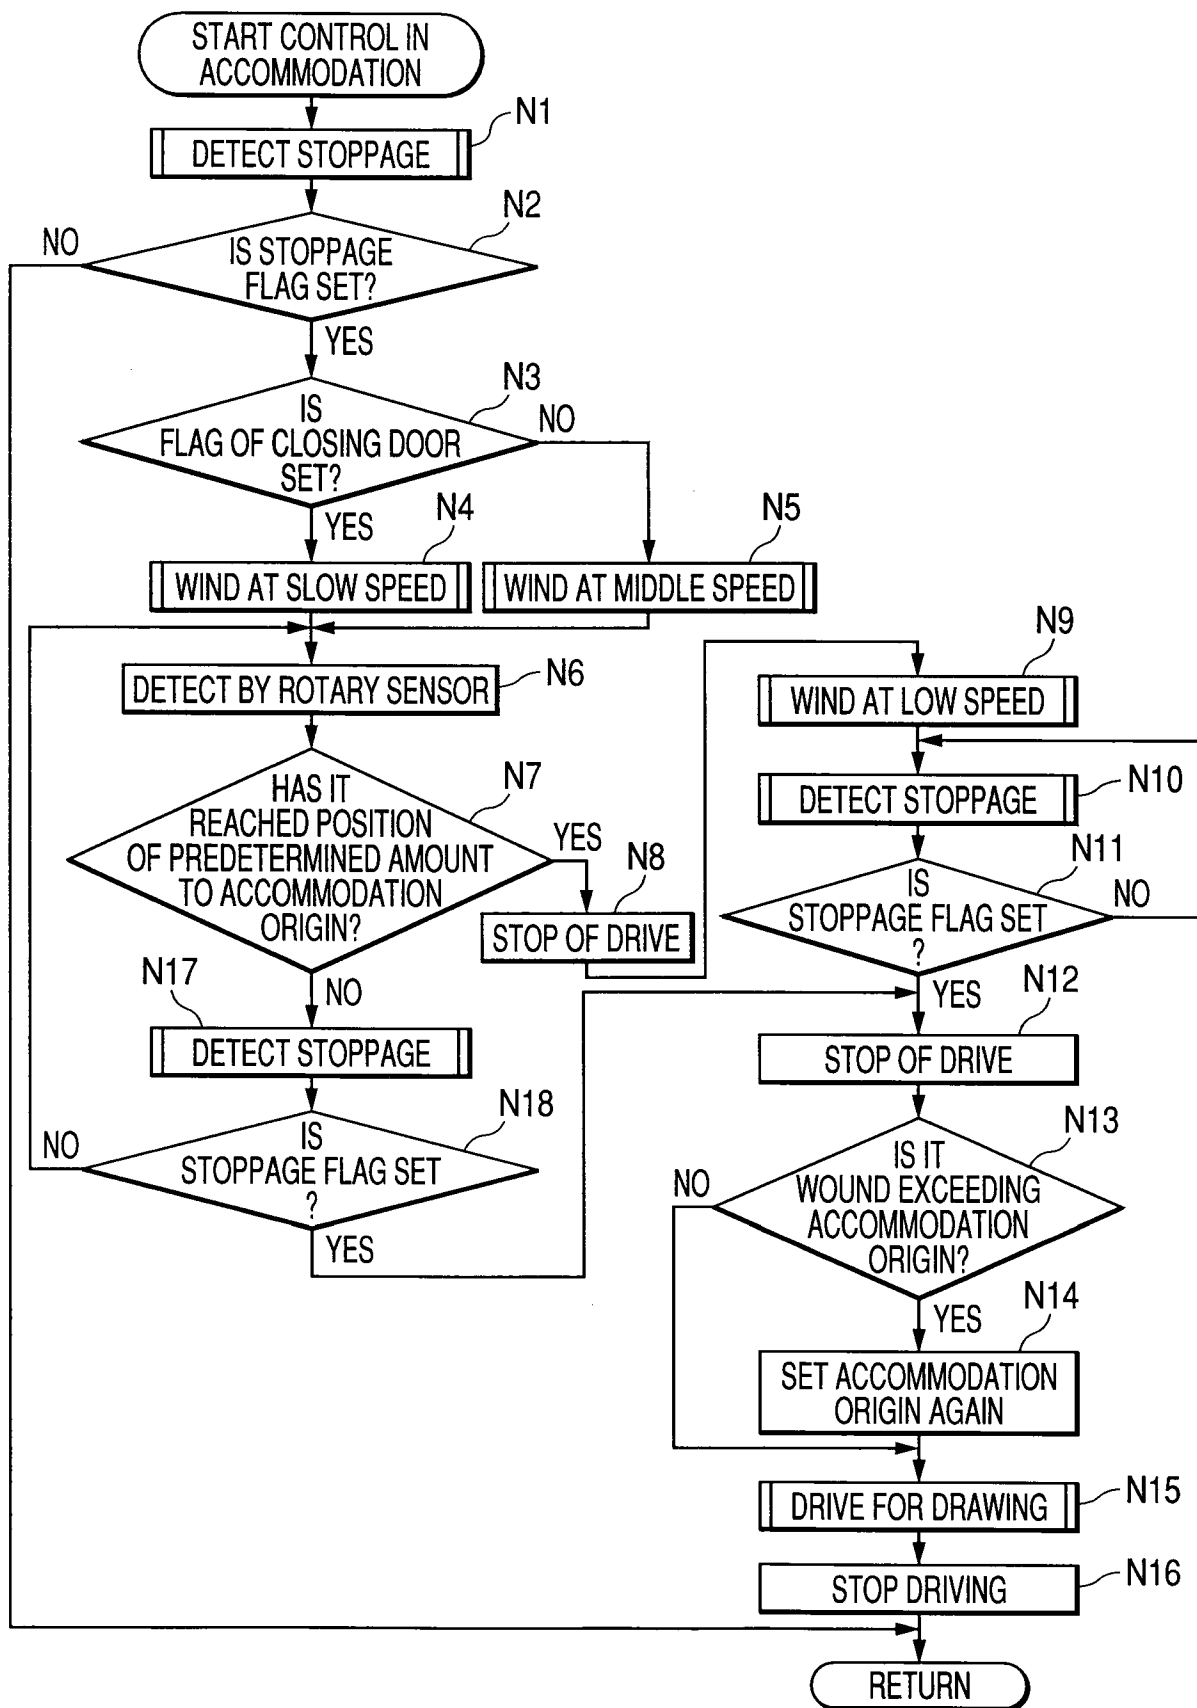 START CONTROL IN
ACCOMMODATION
N1
DETECT STOPPAGE
N2
NO
IS STOPPAGE
FLAG SET?
YES
N3
IS
FLAG OF CLOSING DOOR
SET?
NO
YES
N4
WIND AT SLOW SPEED
N5
WIND AT MIDDLE SPEED
DETECT BY ROTARY SENSOR
N6
HAS IT
REACHED POSITION
OF PREDETERMINED AMOUNT
TO ACCOMMODATION
ORIGIN?
N7
YES
N8
STOP OF DRIVE
NO
N17
DETECT STOPPAGE
N18
NO
IS
STOPPAGE FLAG SET
?
YES
N9
WIND AT LOW SPEED
DETECT STOPPAGE
N10
N11
IS
STOPPAGE FLAG SET
?
NO
YES
N12
STOP OF DRIVE
N13
NO
IS IT
WOUND EXCEEDING
ACCOMMODATION
ORIGIN?
YES
N14
SET ACCOMMODATION
ORIGIN AGAIN
DRIVE FOR DRAWING
N15
STOP DRIVING
N16
RETURN